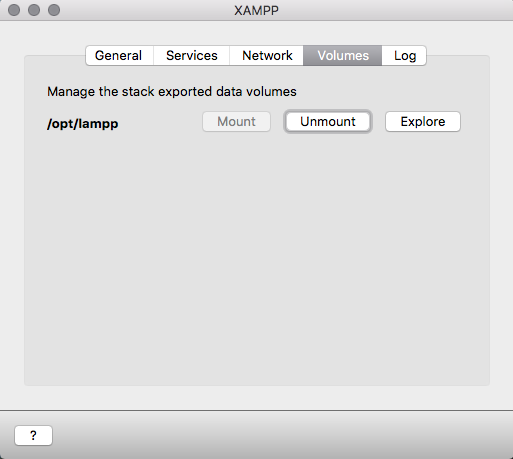 XAMPP
General Services Network Volumes Log
Manage the stack exported data volumes
/opt/lampp Mount Unmount Explore
?